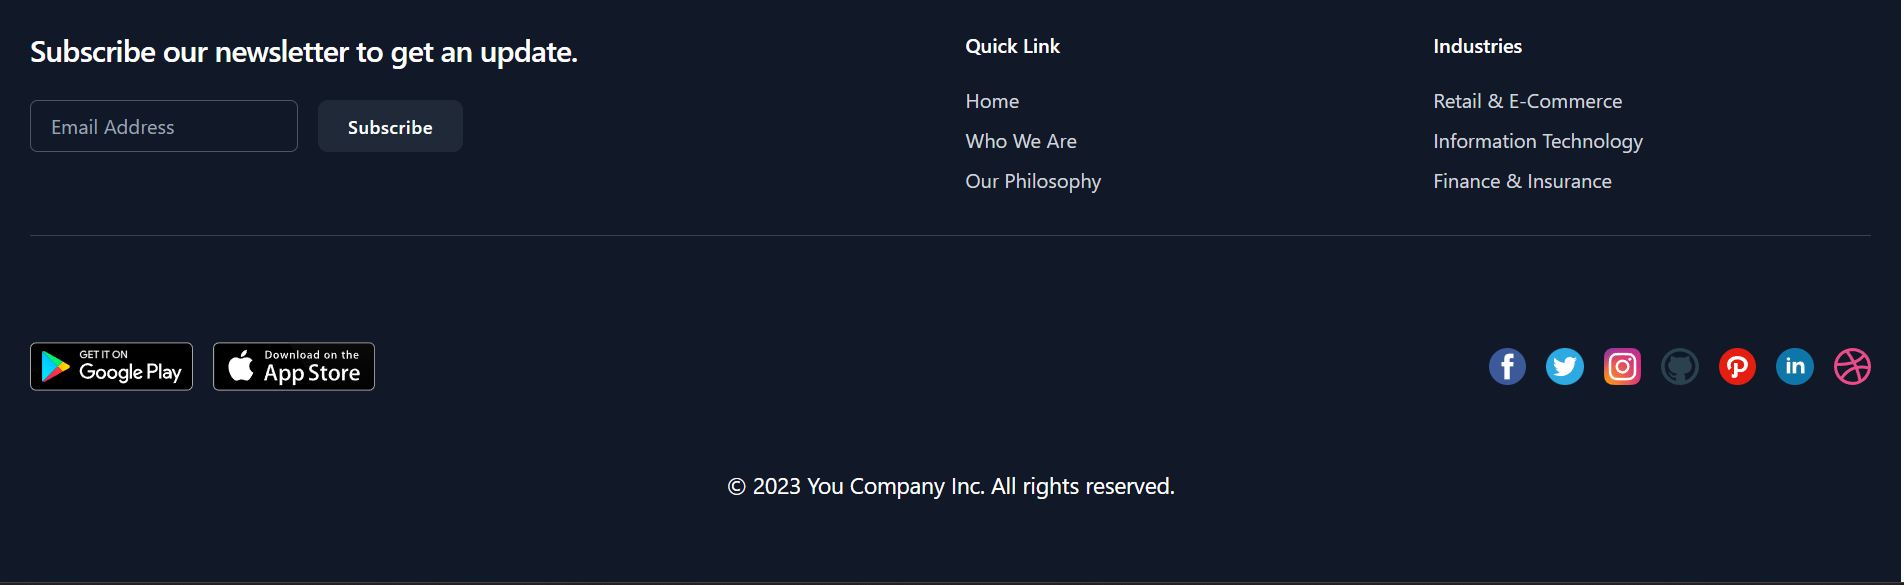 Subscribe our newsletter to get an update.
Email Address
Subscribe
Quick Link
Home
Who We Are
Our Philosophy
Industries
Retail & E-Commerce
Information Technology
Finance & Insurance
GET IT ON
Google Play
Download on the
App Store
f
in
© 2023 You Company Inc. All rights reserved.